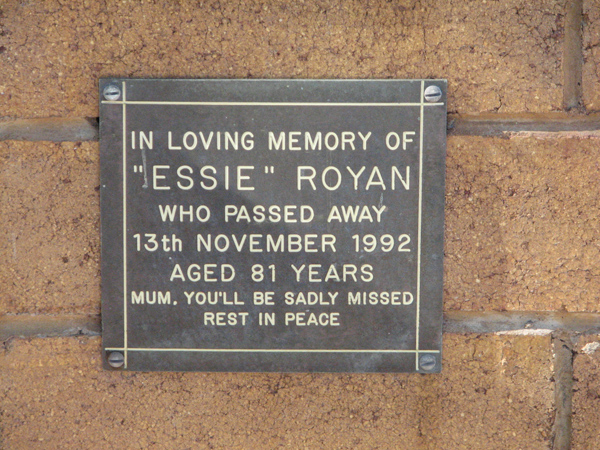 IN LOVING MEMORY OF
"ESSIE" ROYAN
WHO PASSED AWAY
13th NOVEMBER 1992
AGED 81 YEARS
MUM, YOU'LL BE SADLY MISSED
REST IN PEACE